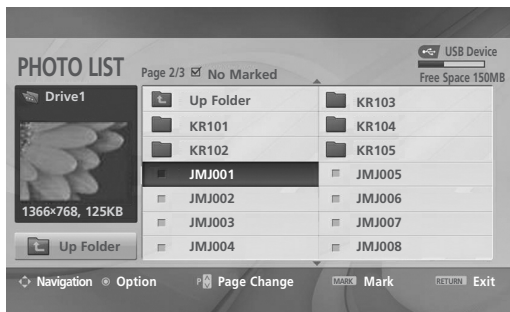 USB Device
PHOTO LIST
Page 2/3 No Marked
Free Space 150MB
Drive1
Up Folder KR103
KR101 KR104
KR102 KR105
JMJ001 JMJ005
JMJ002 JMJ006
1366×768, 125KB
JMJ003 JMJ007
Up Folder
JMJ004 JMJ008
Navigation Option P Page Change MARK Mark RETURN Exit